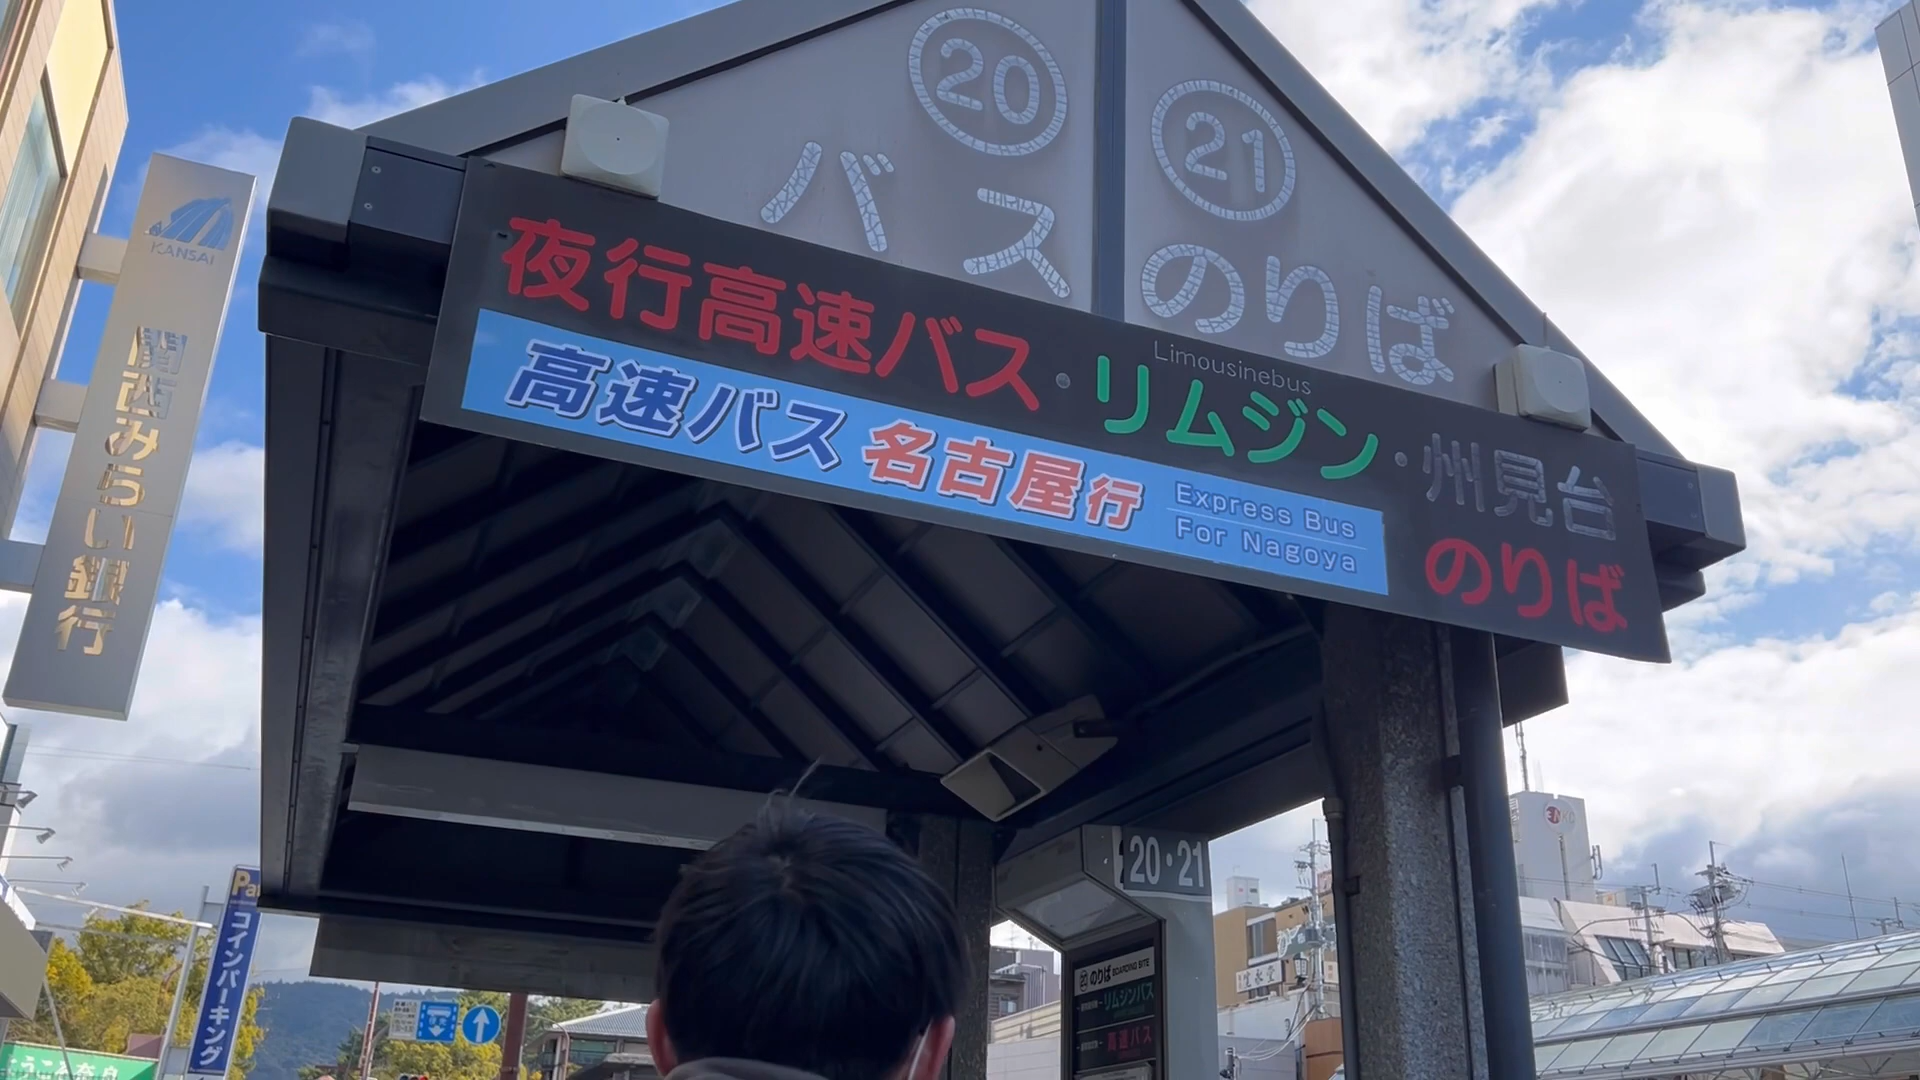 20
21
バス
のりば
夜行高速バス・リムジン・州見台
Limousinebus
高速バス 名古屋行
Express Bus
For Nagoya
のりば
KANSAI
関西みらい銀行
コインパーキング
20・21
のりば BOARDING SITE
リムジンバス
高速バス